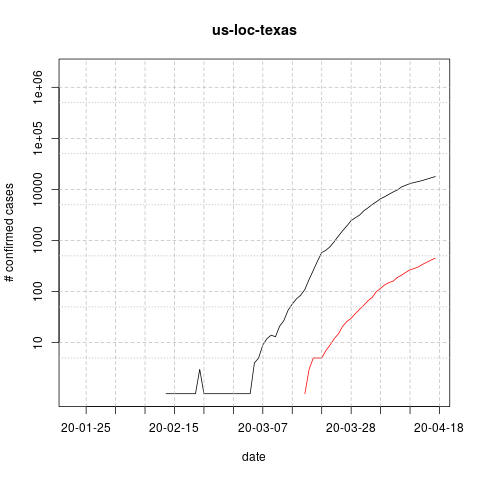 us-loc-texas
# confirmed cases
1e+06
1e+05
10000
1000
100
10
20-01-25
20-02-15
20-03-07
20-03-28
20-04-18
date